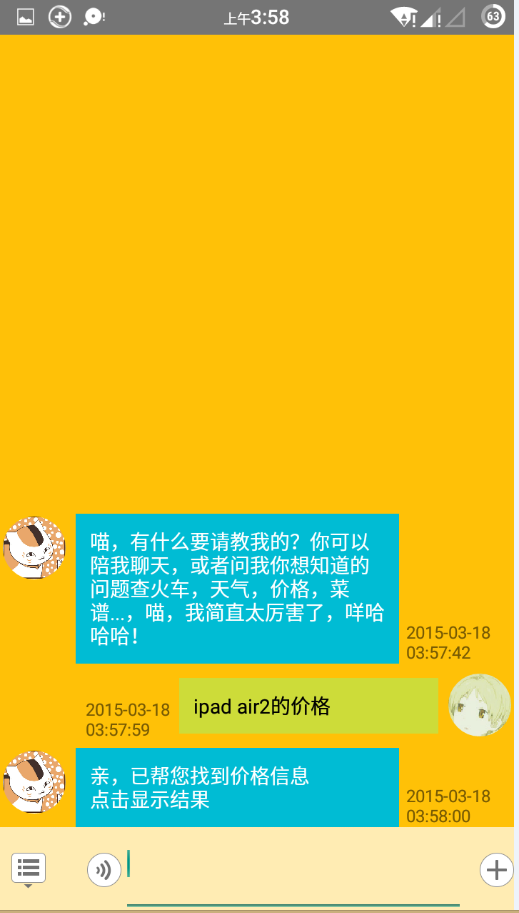 上午3:58
63
喵，有什么要请教我的？你可以
陪我聊天，或者问我你想知道的
问题查火车，天气，价格，菜
谱...，喵，我简直太厉害了，咩哈
哈哈！
2015-03-18
03:57:42
ipad air2的价格
2015-03-18
03:57:59
亲，已帮您找到价格信息
点击显示结果
2015-03-18
03:58:00